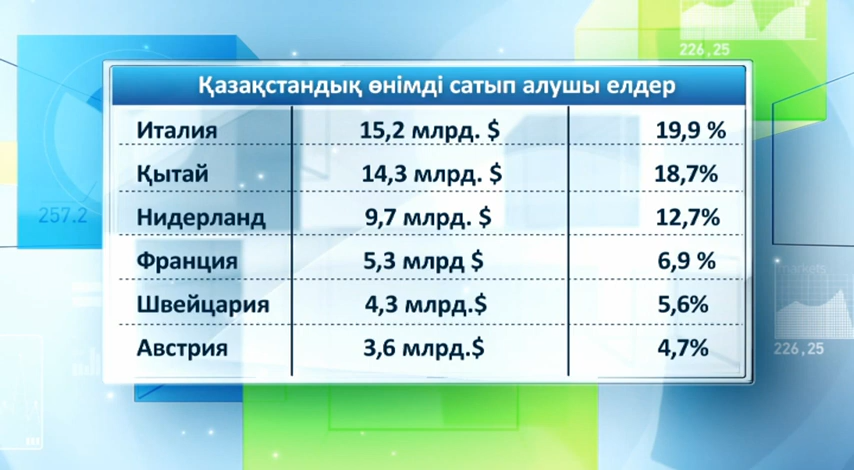 226,25
Қазақстандық өнімді сатып алушы елдер
Италия 15,2 млрд. $ 19,9 %
Қытай 14,3 млрд. $ 18,7%
257.2
Нидерланд 9,7 млрд. $ 12,7%
Франция 5,3 млрд $ 6,9 %
markets
Швейцария 4,3 млрд.$ 5,6%
Австрия 3,6 млрд.$ 4,7%
226,25